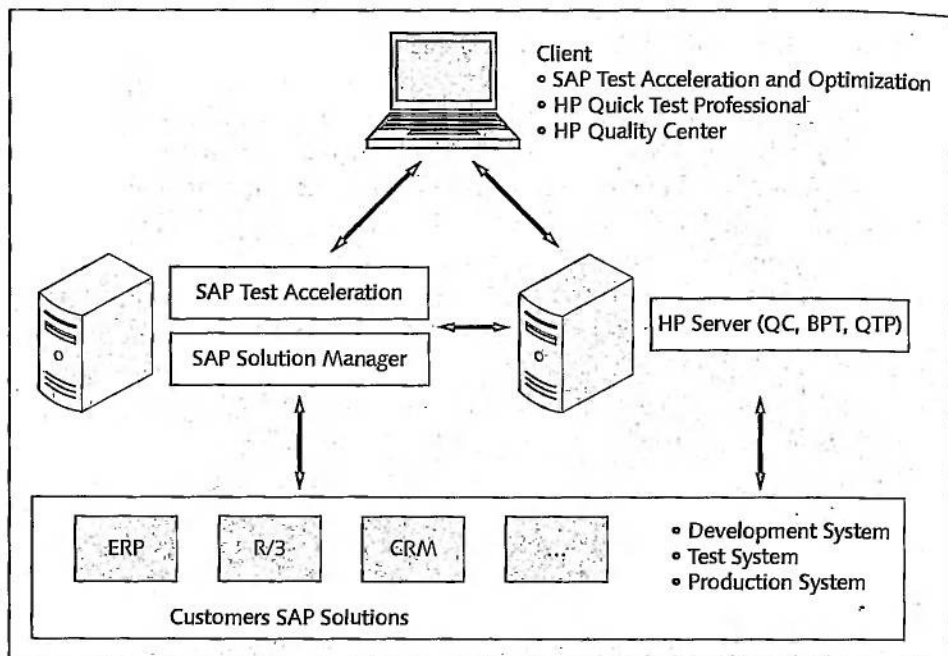 Client
• SAP Test Acceleration and Optimization
• HP Quick Test Professional
• HP Quality Center
SAP Test Acceleration
SAP Solution Manager
HP Server (QC, BPT, QTP)
ERP
R/3
CRM
...
• Development System
• Test System
• Production System
Customers SAP Solutions